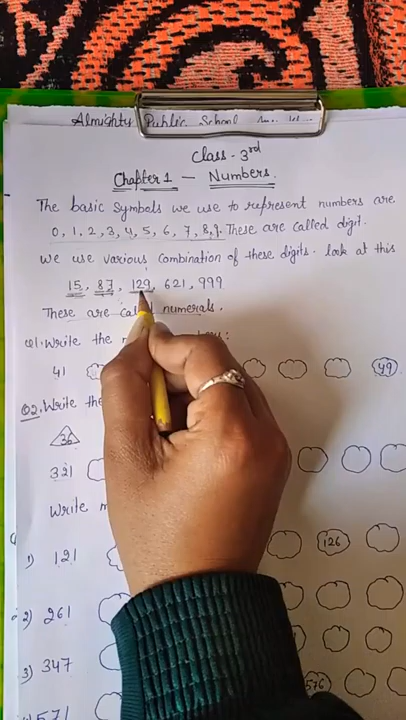 Almighty Public School
Class - 3rd
Chapter 1 - Numbers.
The basic symbols we use to represent numbers are
0, 1, 2, 3, 4, 5, 6, 7, 8, 9. These are called digit.
We use various combination of these digits. look at this
15, 87, 129, 621, 999
These are numerals.
Q1. Write the
41 49
Q2. Write the
36
321
Write
1) 121 126
2) 261
3) 347
576
4) 571